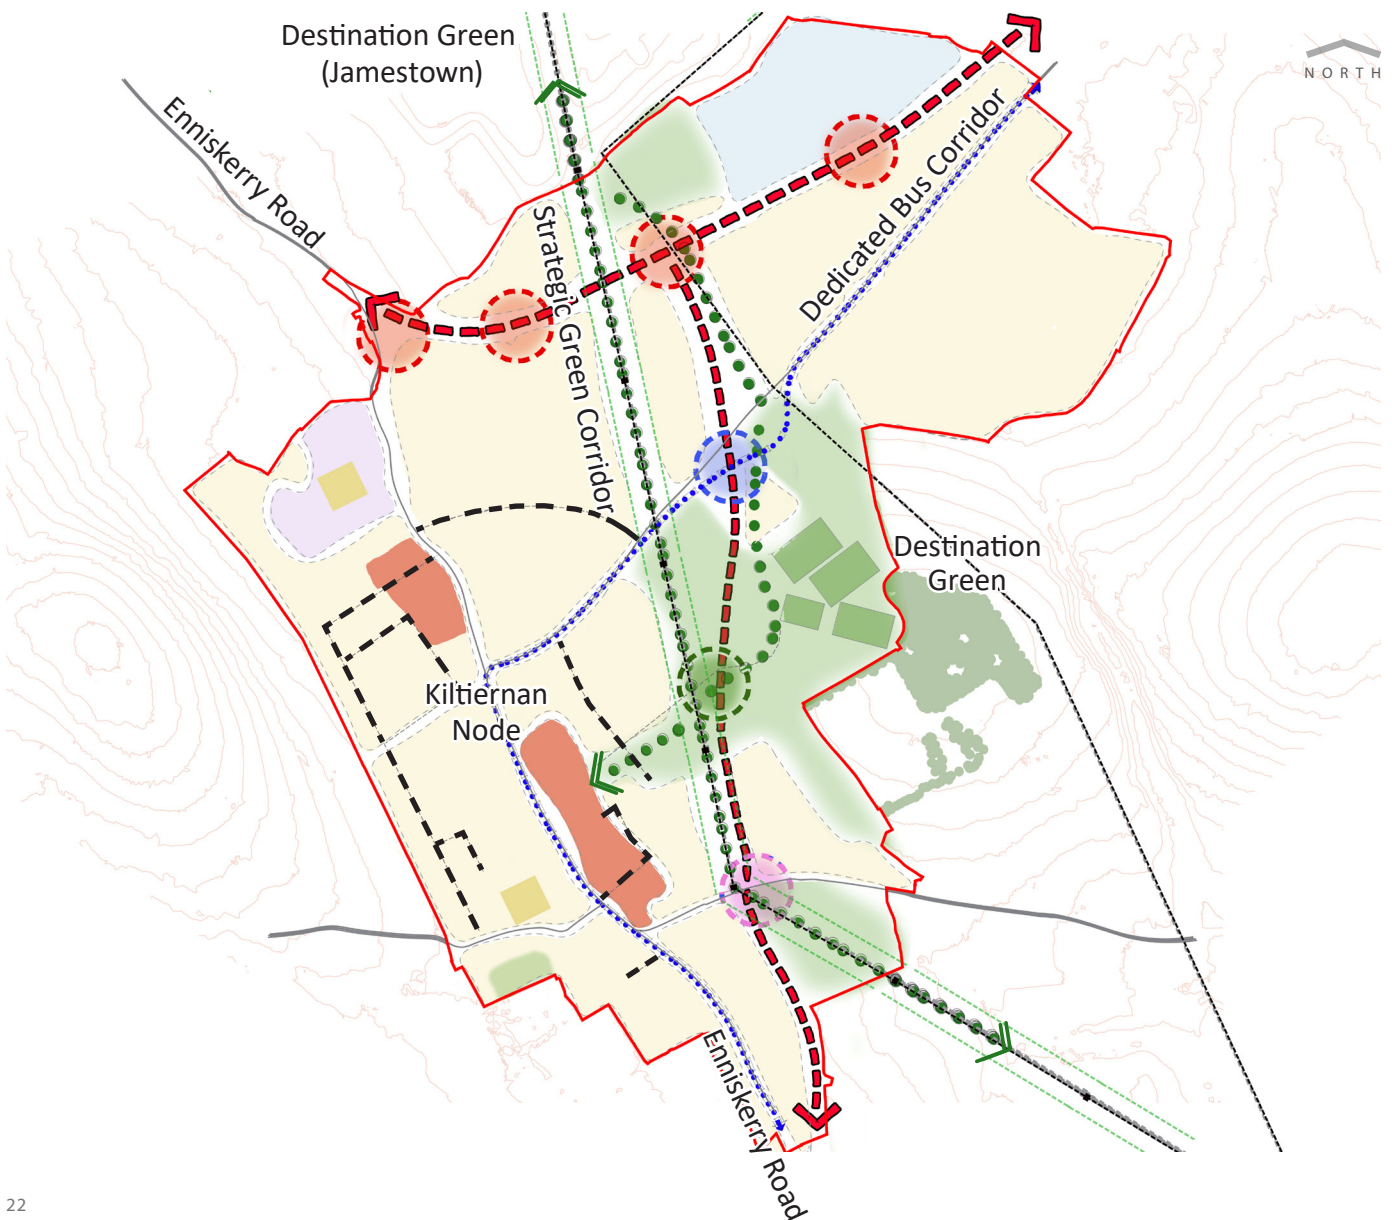 Destination Green
(Jamestown)
NORTH
Enniskerry Road
Dedicated Bus Corridor
Strategic Green Corridor
Destination
Green
Kiltiernan
Node
Enniskerry Road
22